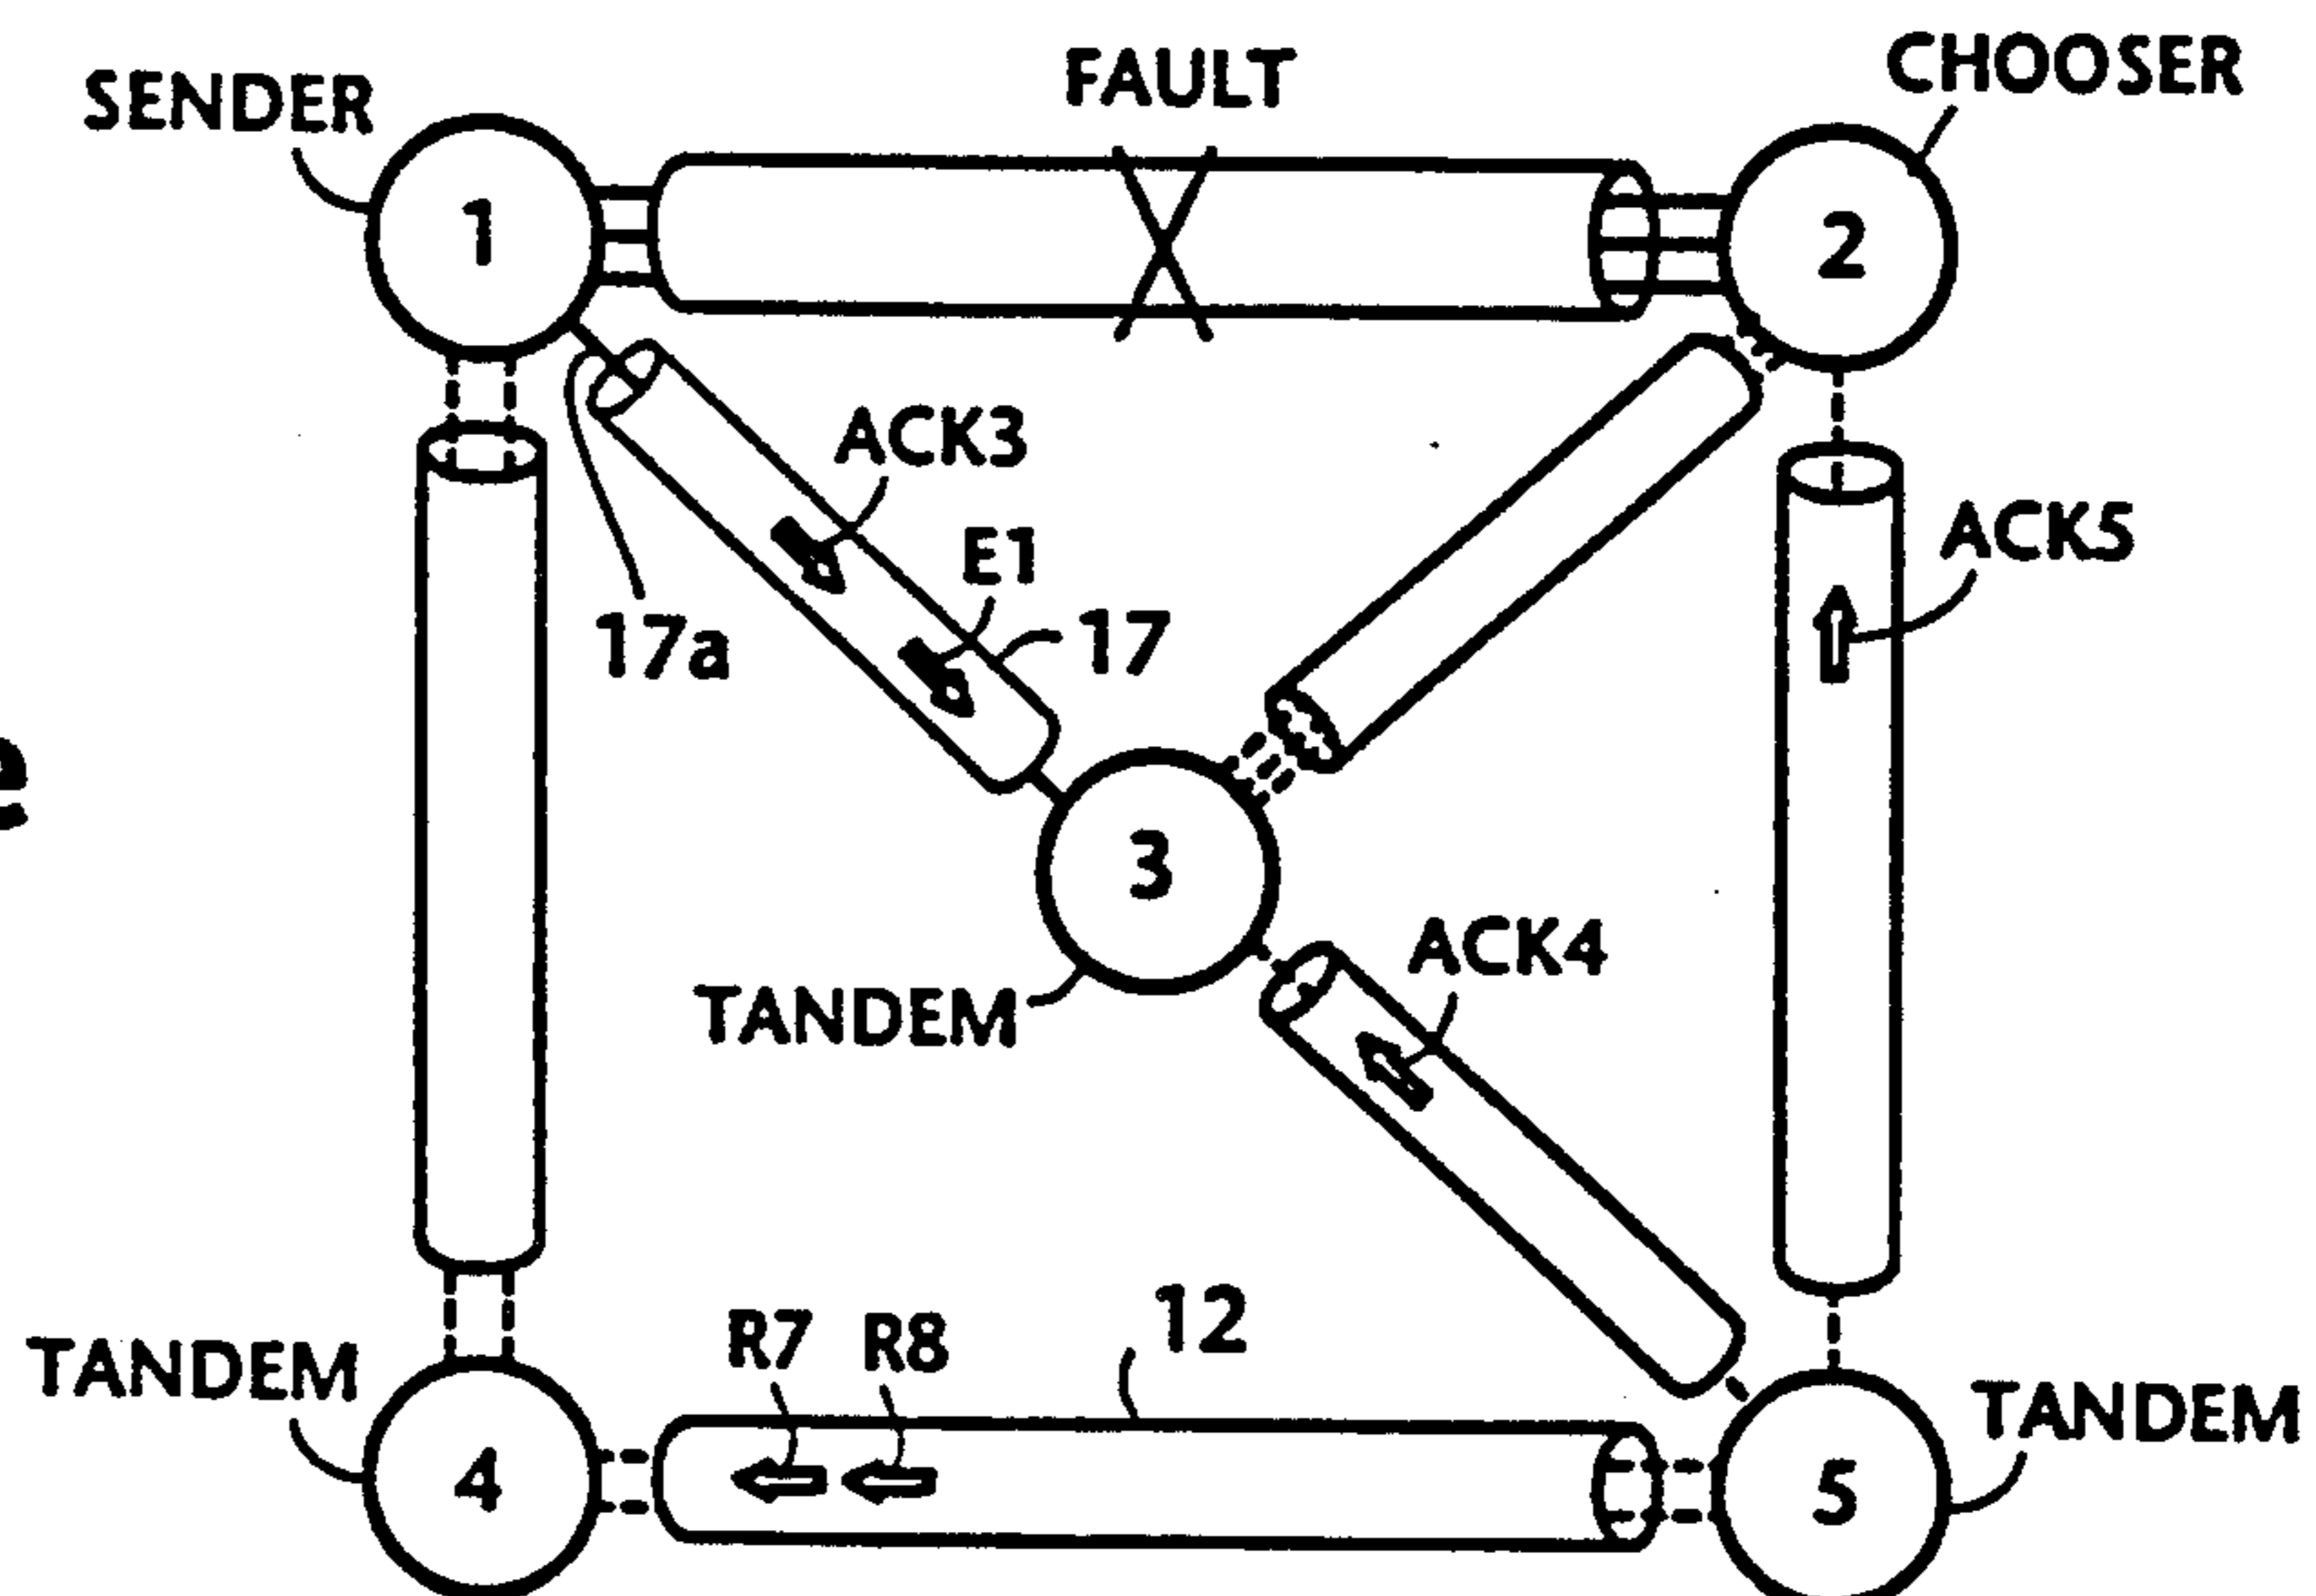 SENDER
FAULT
CHOOSER
1
2
ACK3
E1
17
17a
ACK5
3
TANDEM
ACK4
12
R7 R8
TANDEM
TANDEM
4
5